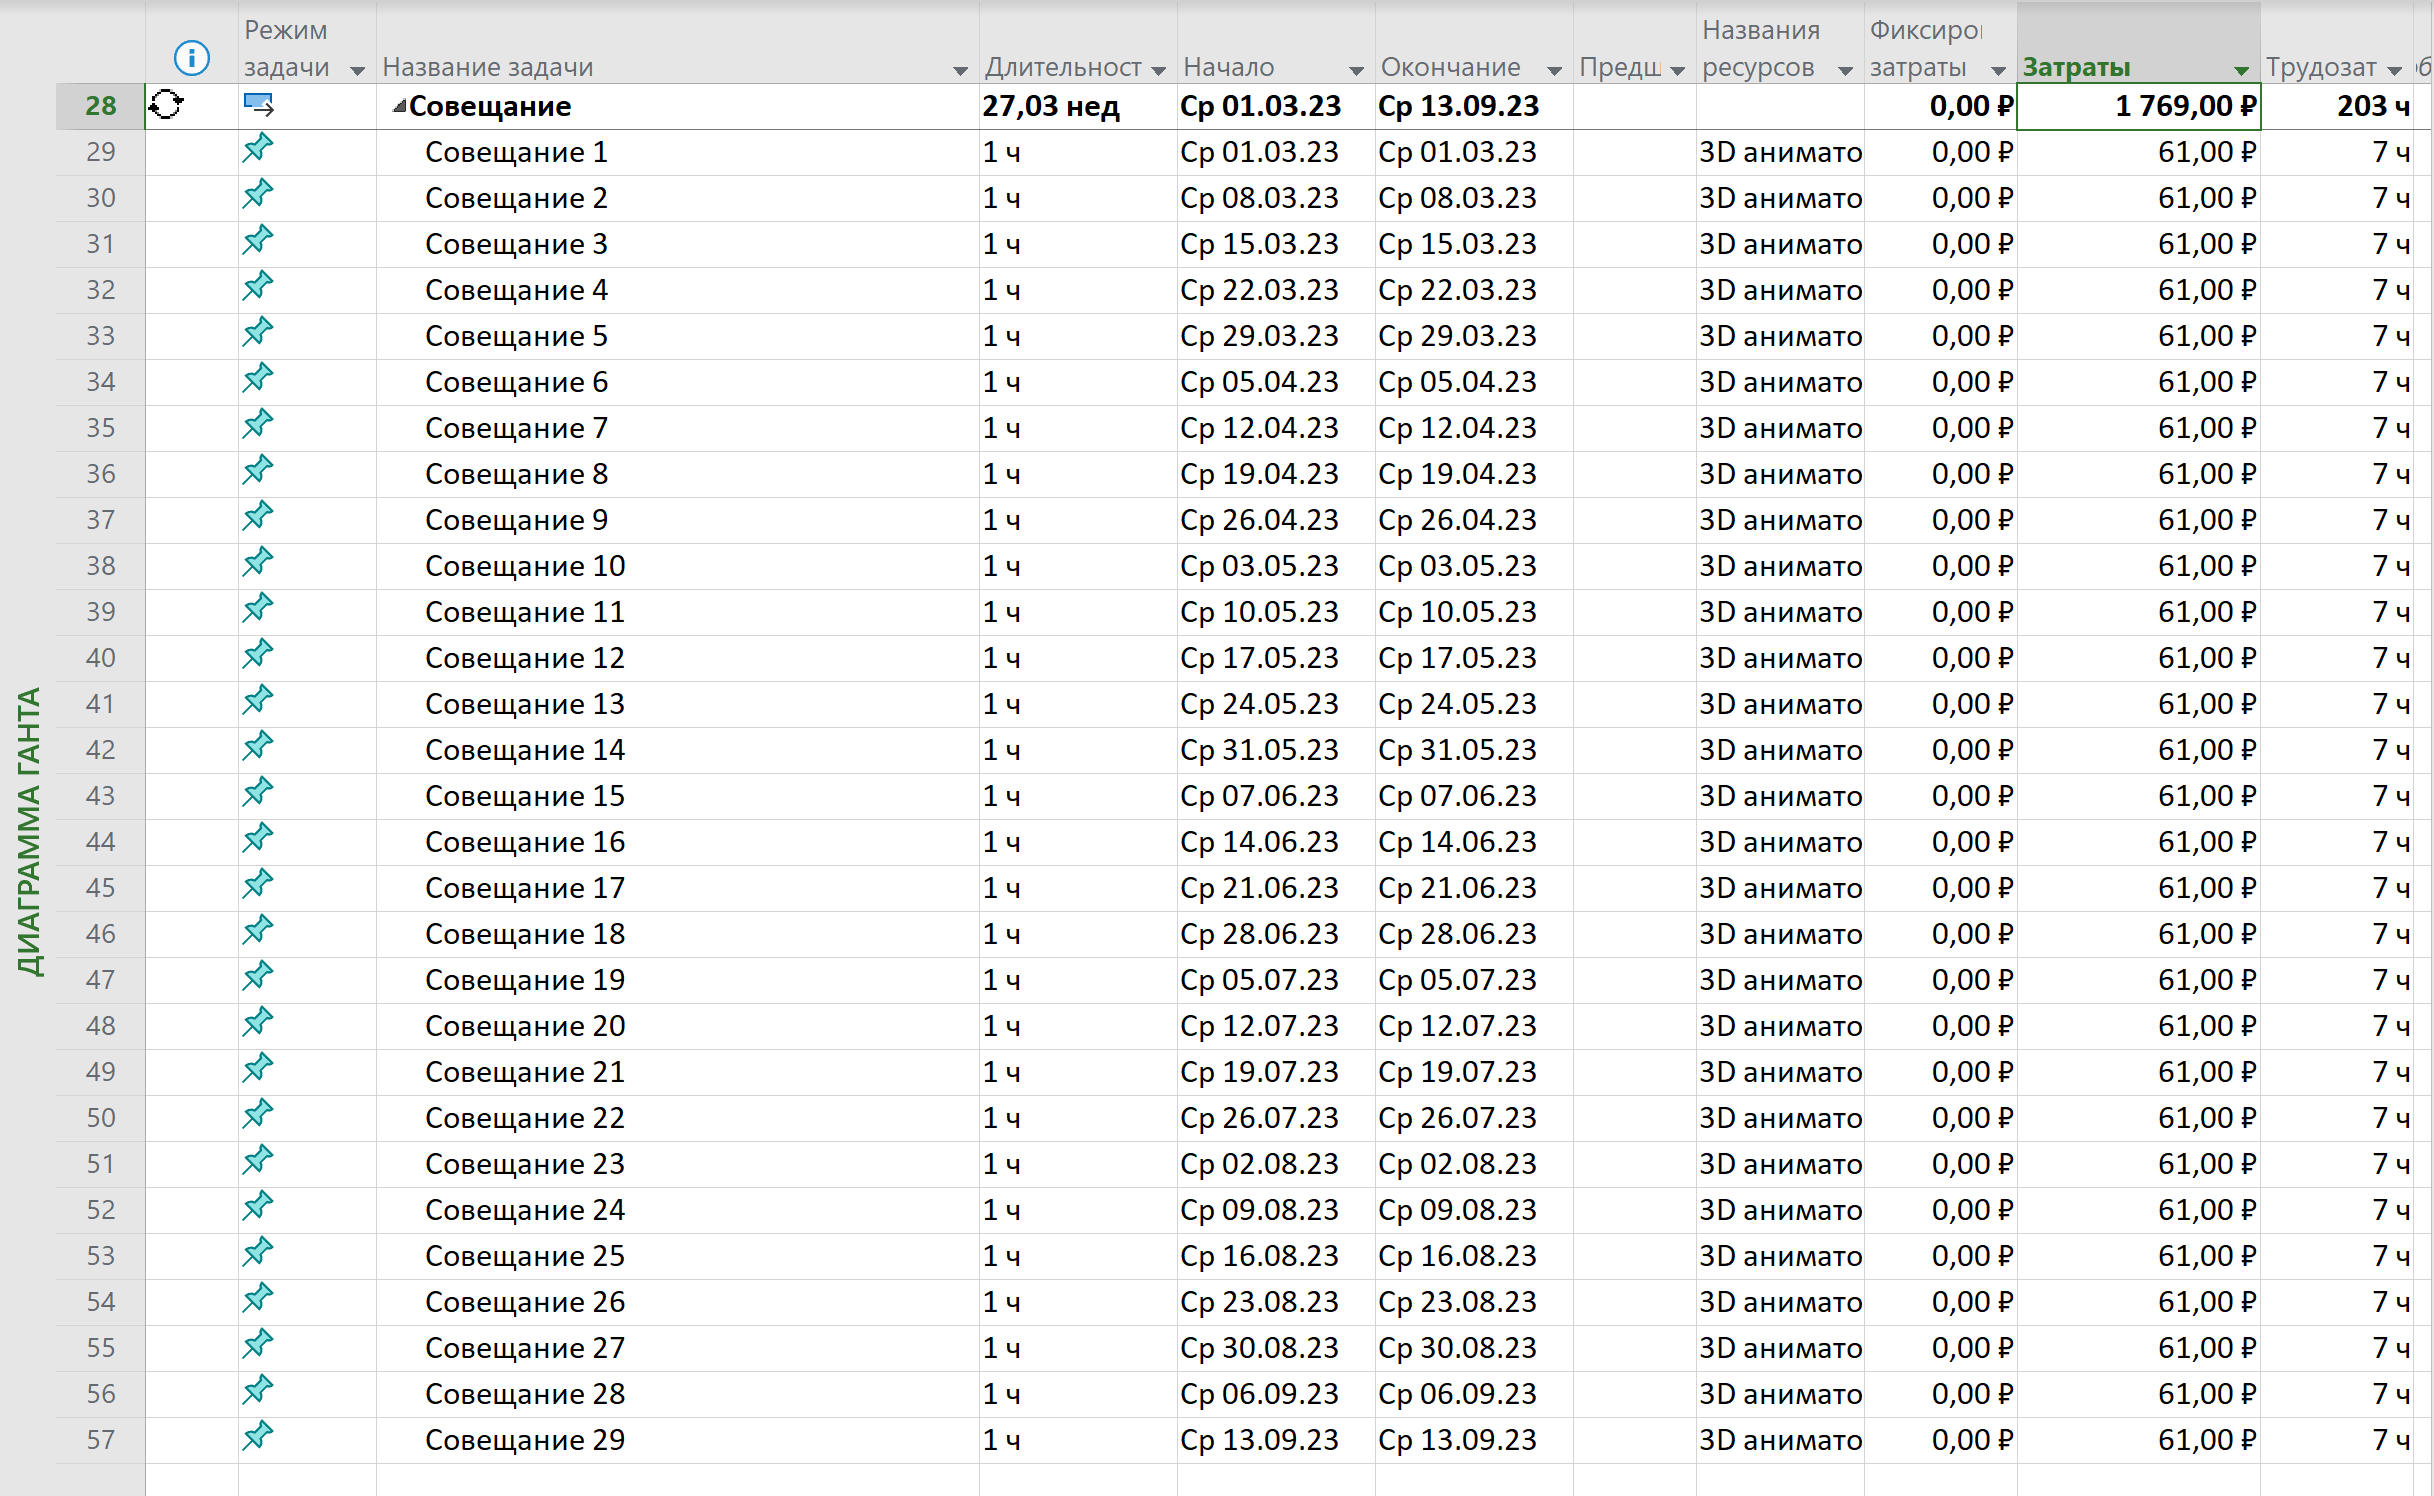 Режим задачи Название задачи Длительност Начало Окончание Предш Названия ресурсов Фиксиро затраты Затраты Трудозат
28 Совещание 27,03 нед Ср 01.03.23 Ср 13.09.23 0,00 ₽ 1 769,00 ₽ 203 ч
29 Совещание 1 1 ч Ср 01.03.23 Ср 01.03.23 3D анимато 0,00 ₽ 61,00 ₽ 7 ч
30 Совещание 2 1 ч Ср 08.03.23 Ср 08.03.23 3D анимато 0,00 ₽ 61,00 ₽ 7 ч
31 Совещание 3 1 ч Ср 15.03.23 Ср 15.03.23 3D анимато 0,00 ₽ 61,00 ₽ 7 ч
32 Совещание 4 1 ч Ср 22.03.23 Ср 22.03.23 3D анимато 0,00 ₽ 61,00 ₽ 7 ч
33 Совещание 5 1 ч Ср 29.03.23 Ср 29.03.23 3D анимато 0,00 ₽ 61,00 ₽ 7 ч
34 Совещание 6 1 ч Ср 05.04.23 Ср 05.04.23 3D анимато 0,00 ₽ 61,00 ₽ 7 ч
35 Совещание 7 1 ч Ср 12.04.23 Ср 12.04.23 3D анимато 0,00 ₽ 61,00 ₽ 7 ч
36 Совещание 8 1 ч Ср 19.04.23 Ср 19.04.23 3D анимато 0,00 ₽ 61,00 ₽ 7 ч
37 Совещание 9 1 ч Ср 26.04.23 Ср 26.04.23 3D анимато 0,00 ₽ 61,00 ₽ 7 ч
38 Совещание 10 1 ч Ср 03.05.23 Ср 03.05.23 3D анимато 0,00 ₽ 61,00 ₽ 7 ч
39 Совещание 11 1 ч Ср 10.05.23 Ср 10.05.23 3D анимато 0,00 ₽ 61,00 ₽ 7 ч
40 Совещание 12 1 ч Ср 17.05.23 Ср 17.05.23 3D анимато 0,00 ₽ 61,00 ₽ 7 ч
41 Совещание 13 1 ч Ср 24.05.23 Ср 24.05.23 3D анимато 0,00 ₽ 61,00 ₽ 7 ч
42 Совещание 14 1 ч Ср 31.05.23 Ср 31.05.23 3D анимато 0,00 ₽ 61,00 ₽ 7 ч
43 Совещание 15 1 ч Ср 07.06.23 Ср 07.06.23 3D анимато 0,00 ₽ 61,00 ₽ 7 ч
44 Совещание 16 1 ч Ср 14.06.23 Ср 14.06.23 3D анимато 0,00 ₽ 61,00 ₽ 7 ч
45 Совещание 17 1 ч Ср 21.06.23 Ср 21.06.23 3D анимато 0,00 ₽ 61,00 ₽ 7 ч
46 Совещание 18 1 ч Ср 28.06.23 Ср 28.06.23 3D анимато 0,00 ₽ 61,00 ₽ 7 ч
47 Совещание 19 1 ч Ср 05.07.23 Ср 05.07.23 3D анимато 0,00 ₽ 61,00 ₽ 7 ч
48 Совещание 20 1 ч Ср 12.07.23 Ср 12.07.23 3D анимато 0,00 ₽ 61,00 ₽ 7 ч
49 Совещание 21 1 ч Ср 19.07.23 Ср 19.07.23 3D анимато 0,00 ₽ 61,00 ₽ 7 ч
50 Совещание 22 1 ч Ср 26.07.23 Ср 26.07.23 3D анимато 0,00 ₽ 61,00 ₽ 7 ч
51 Совещание 23 1 ч Ср 02.08.23 Ср 02.08.23 3D анимато 0,00 ₽ 61,00 ₽ 7 ч
52 Совещание 24 1 ч Ср 09.08.23 Ср 09.08.23 3D анимато 0,00 ₽ 61,00 ₽ 7 ч
53 Совещание 25 1 ч Ср 16.08.23 Ср 16.08.23 3D анимато 0,00 ₽ 61,00 ₽ 7 ч
54 Совещание 26 1 ч Ср 23.08.23 Ср 23.08.23 3D анимато 0,00 ₽ 61,00 ₽ 7 ч
55 Совещание 27 1 ч Ср 30.08.23 Ср 30.08.23 3D анимато 0,00 ₽ 61,00 ₽ 7 ч
56 Совещание 28 1 ч Ср 06.09.23 Ср 06.09.23 3D анимато 0,00 ₽ 61,00 ₽ 7 ч
57 Совещание 29 1 ч Ср 13.09.23 Ср 13.09.23 3D анимато 0,00 ₽ 61,00 ₽ 7 ч
ДИАГРАММА ГАНТА